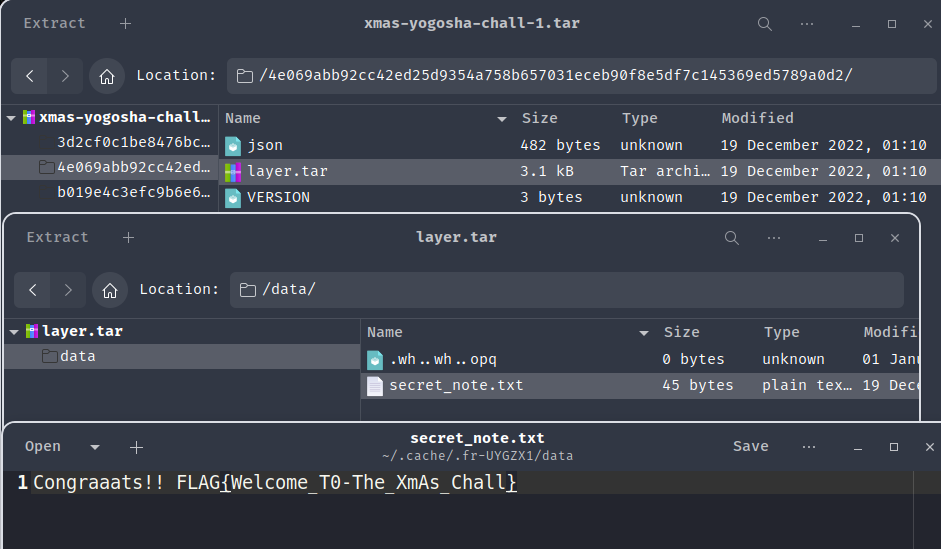 Extract + xmas-yogosha-chall-1.tar
Location: /4e069abb92cc42ed25d9354a758b657031eceb90f8e5df7c145369ed5789a0d2/
xmas-yogosha-chall… Name Size Type Modified
3d2cf0c1be8476bc… json 482 bytes unknown 19 December 2022, 01:10
4e069abb92cc42ed… layer.tar 3.1 kB Tar archi… 19 December 2022, 01:10
b019e4c3efc9b6e6… VERSION 3 bytes unknown 19 December 2022, 01:10
Extract + layer.tar
Location: /data/
layer.tar Name Size Type Modifi
data .wh..wh..opq 0 bytes unknown 01 Janu
secret_note.txt 45 bytes plain tex… 19 Dece
Open + secret_note.txt Save
~/.cache/.fr-UYGZX1/data
1 Congraaats!! FLAG{Welcome_T0-The_XmAs_Chall}